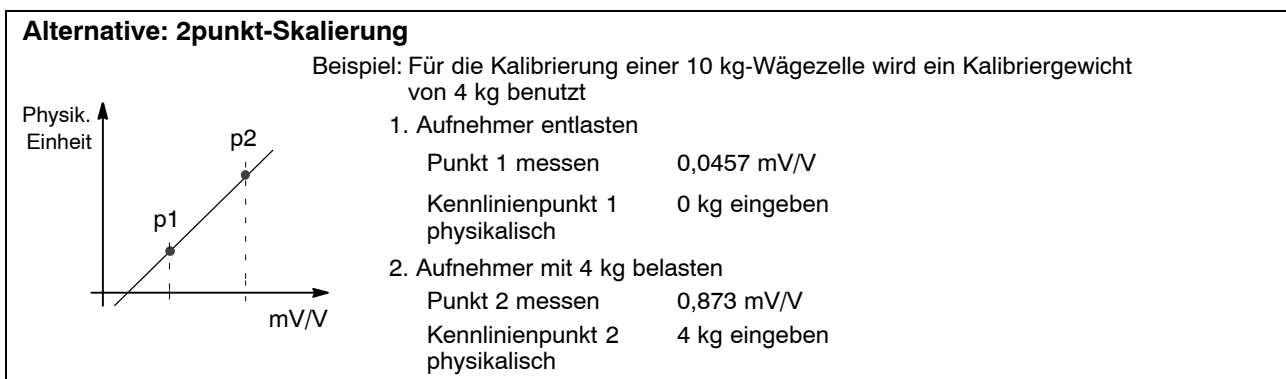 Alternative: 2punkt-Skalierung
Beispiel: Für die Kalibrierung einer 10 kg-Wägezelle wird ein Kalibriergewicht
von 4 kg benutzt
Physik.
Einheit
p2
p1
mV/V
1. Aufnehmer entlasten
Punkt 1 messen 0,0457 mV/V
Kennlinienpunkt 1 0 kg eingeben
physikalisch
2. Aufnehmer mit 4 kg belasten
Punkt 2 messen 0,873 mV/V
Kennlinienpunkt 2 4 kg eingeben
physikalisch